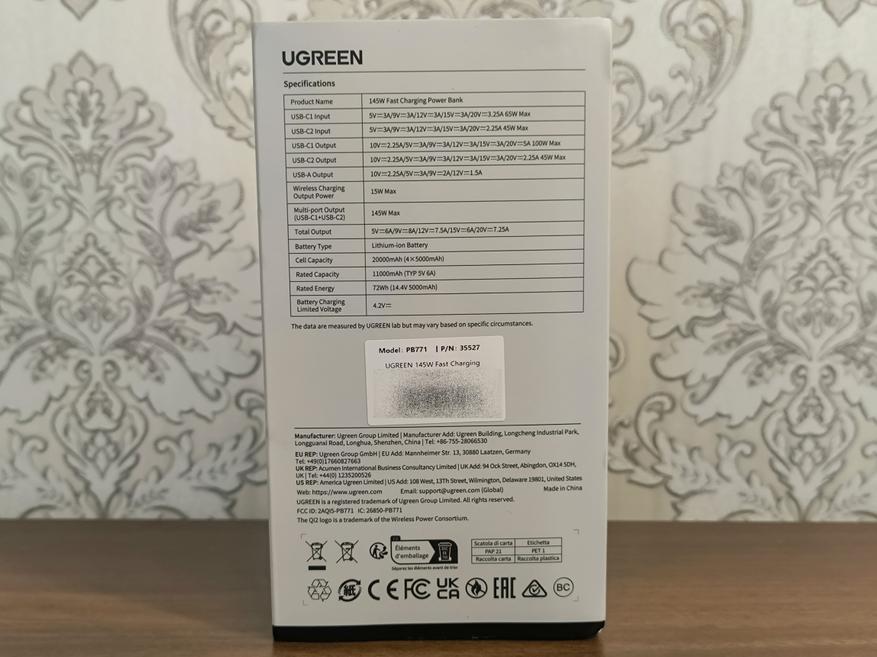 UGREEN
Specifications
Product Name 145W Fast Charging Power Bank
USB-C1 Input 5V⎓3A/9V⎓3A/12V⎓3A/15V⎓3A/20V⎓3.25A 65W Max
USB-C2 Input 5V⎓3A/9V⎓3A/12V⎓3A/15V⎓3A/20V⎓2.25A 45W Max
USB-C1 Output 10V⎓2.25A/5V⎓3A/9V⎓3A/12V⎓3A/15V⎓3A/20V⎓5A 100W Max
USB-C2 Output 10V⎓2.25A/5V⎓3A/9V⎓3A/12V⎓3A/15V⎓3A/20V⎓2.25A 45W Max
USB-A Output 10V⎓2.25A/5V⎓3A/9V⎓2A/12V⎓1.5A
Wireless Charging
Output Power 15W Max
Multi-port Output
(USB-C1+USB-C2) 145W Max
Total Output 5V⎓6A/9V⎓8A/12V⎓7.5A/15V⎓6A/20V⎓7.25A
Battery Type Lithium-ion Battery
Cell Capacity 20000mAh (4×5000mAh)
Rated Capacity 11000mAh (TYP 5V 6A)
Rated Energy 72Wh (14.4V 5000mAh)
Battery Charging
Limited Voltage 4.2V⎓
The data are measured by UGREEN lab but may vary based on specific circumstances.
Model: PB771 | P/N: 35527
UGREEN 145W Fast Charging
Manufacturer: Ugreen Group Limited | Manufacturer Add: Ugreen Building, Longcheng Industrial Park,
Longguanxi Road, Longhua, Shenzhen, China | Tel: +86-755-28066530
EU REP: Ugreen Group GmbH | EU Add: Mannheimer Str. 13, 30880 Laatzen, Germany
Tel: +49(0)17660827663
UK REP: Acumen International Business Consultancy Limited | UK Add: 94 Ock Street, Abingdon, OX14 5DH,
UK | Tel: +44(0) 1235200526
US REP: America Ugreen Limited | US Add: 108 West, 13Th Street, Wilmington, Delaware 19801, United States
Web: https://www.ugreen.com Email: support@ugreen.com (Global) Made in China
UGREEN is a registered trademark of Ugreen Group Limited. All rights reserved.
FCC ID: 2AQI5-PB771 IC: 26850-PB771
The Qi2 logo is a trademark of the Wireless Power Consortium.
Éléments
d'emballage
Séparez les éléments avant de trier
Scatola di carta Etichetta
PAP 21 PET 1
Raccolta carta Raccolta plastica
紙 CE FC UK CA EAC BC